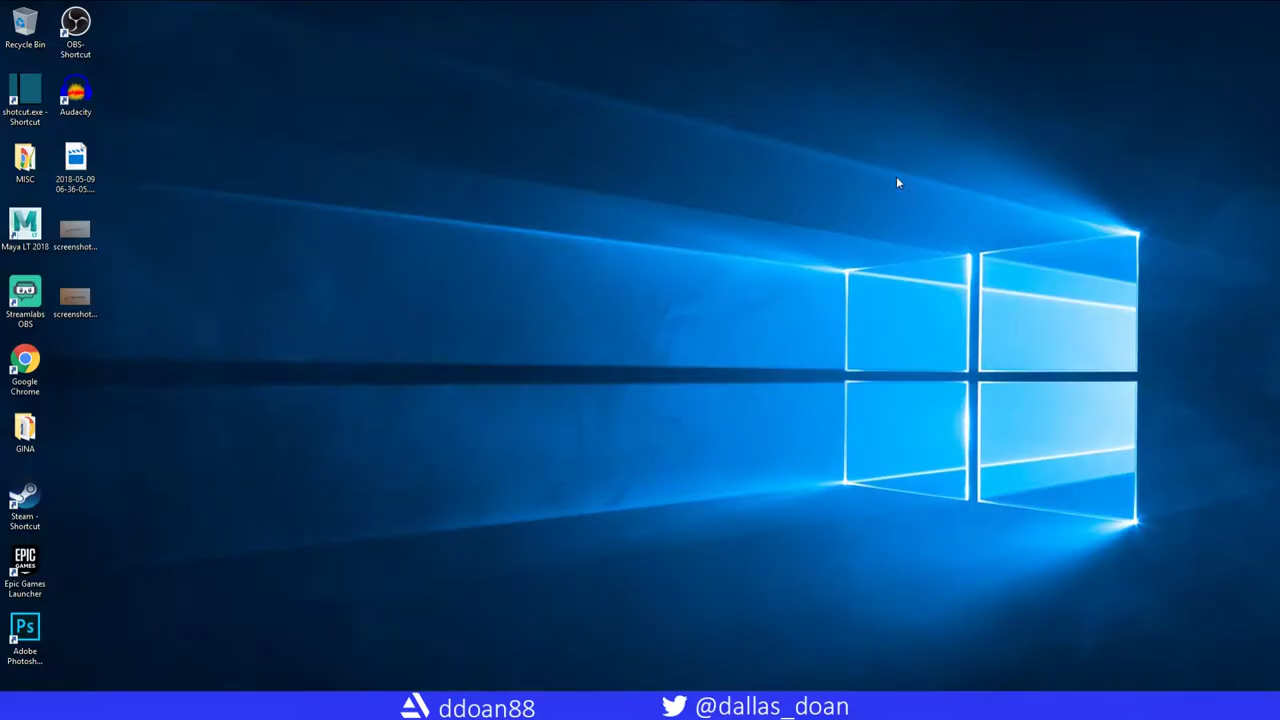 Recycle Bin
OBS-
Shortcut
shotcut.exe -
Shortcut
Audacity
MISC
2018-05-09
06-36-05....
Maya LT 2018
screenshot...
Streamlabs
OBS
screenshot...
Google
Chrome
GINA
Steam -
Shortcut
EPIC
GAMES
Epic Games
Launcher
Ps
Adobe
Photosh...
ddoan88
@dallas_doan